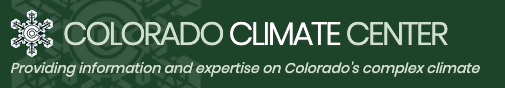 COLORADO CLIMATE CENTER
Providing information and expertise on Colorado's complex climate